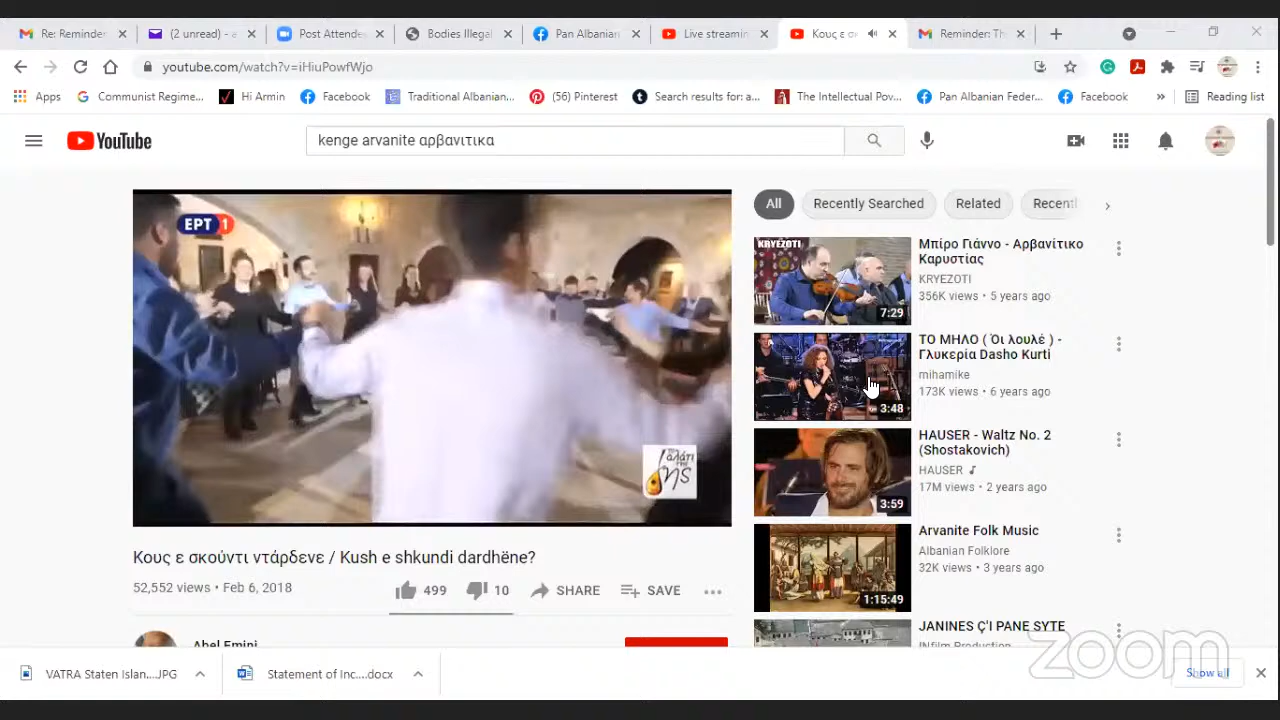 Re: Reminder
(2 unread) - e
Post Attende
Bodies Illegal
Pan Albanian
Live streamin
Κους ε σκ
Reminder: Th
youtube.com/watch?v=iHiuPowfWjo
Apps
Communist Regime...
Hi Armin
Facebook
Traditional Albanian...
(56) Pinterest
Search results for: a...
The Intellectual Pov...
Pan Albanian Feder...
Facebook
»
Reading list
YouTube
kenge arvanite αρβανιτικα
All
Recently Searched
Related
Recentl
ΕΡΤ 1
αλάτι
της
γης
KRYEZOTI
7:29
Μπίρο Γιάννο - Αρβανίτικο
Καρυστίας
KRYEZOTI
356K views • 5 years ago
3:48
ΤΟ ΜΗΛΟ ( Όι λουλέ ) -
Γλυκερία Dasho Kurti
mihamike
173K views • 6 years ago
3:59
HAUSER - Waltz No. 2
(Shostakovich)
HAUSER
17M views • 2 years ago
1:15:49
Arvanite Folk Music
Albanian Folklore
32K views • 3 years ago
JANINES Ç'I PANE SYTE
INfilm Production
Κους ε σκούντι ντάρδενε / Kush e shkundi dardhëne?
52,552 views • Feb 6, 2018
499
10
SHARE
SAVE
Abel Emini
VATRA Staten Islan....JPG
Statement of Inc....docx
Show all
zoom